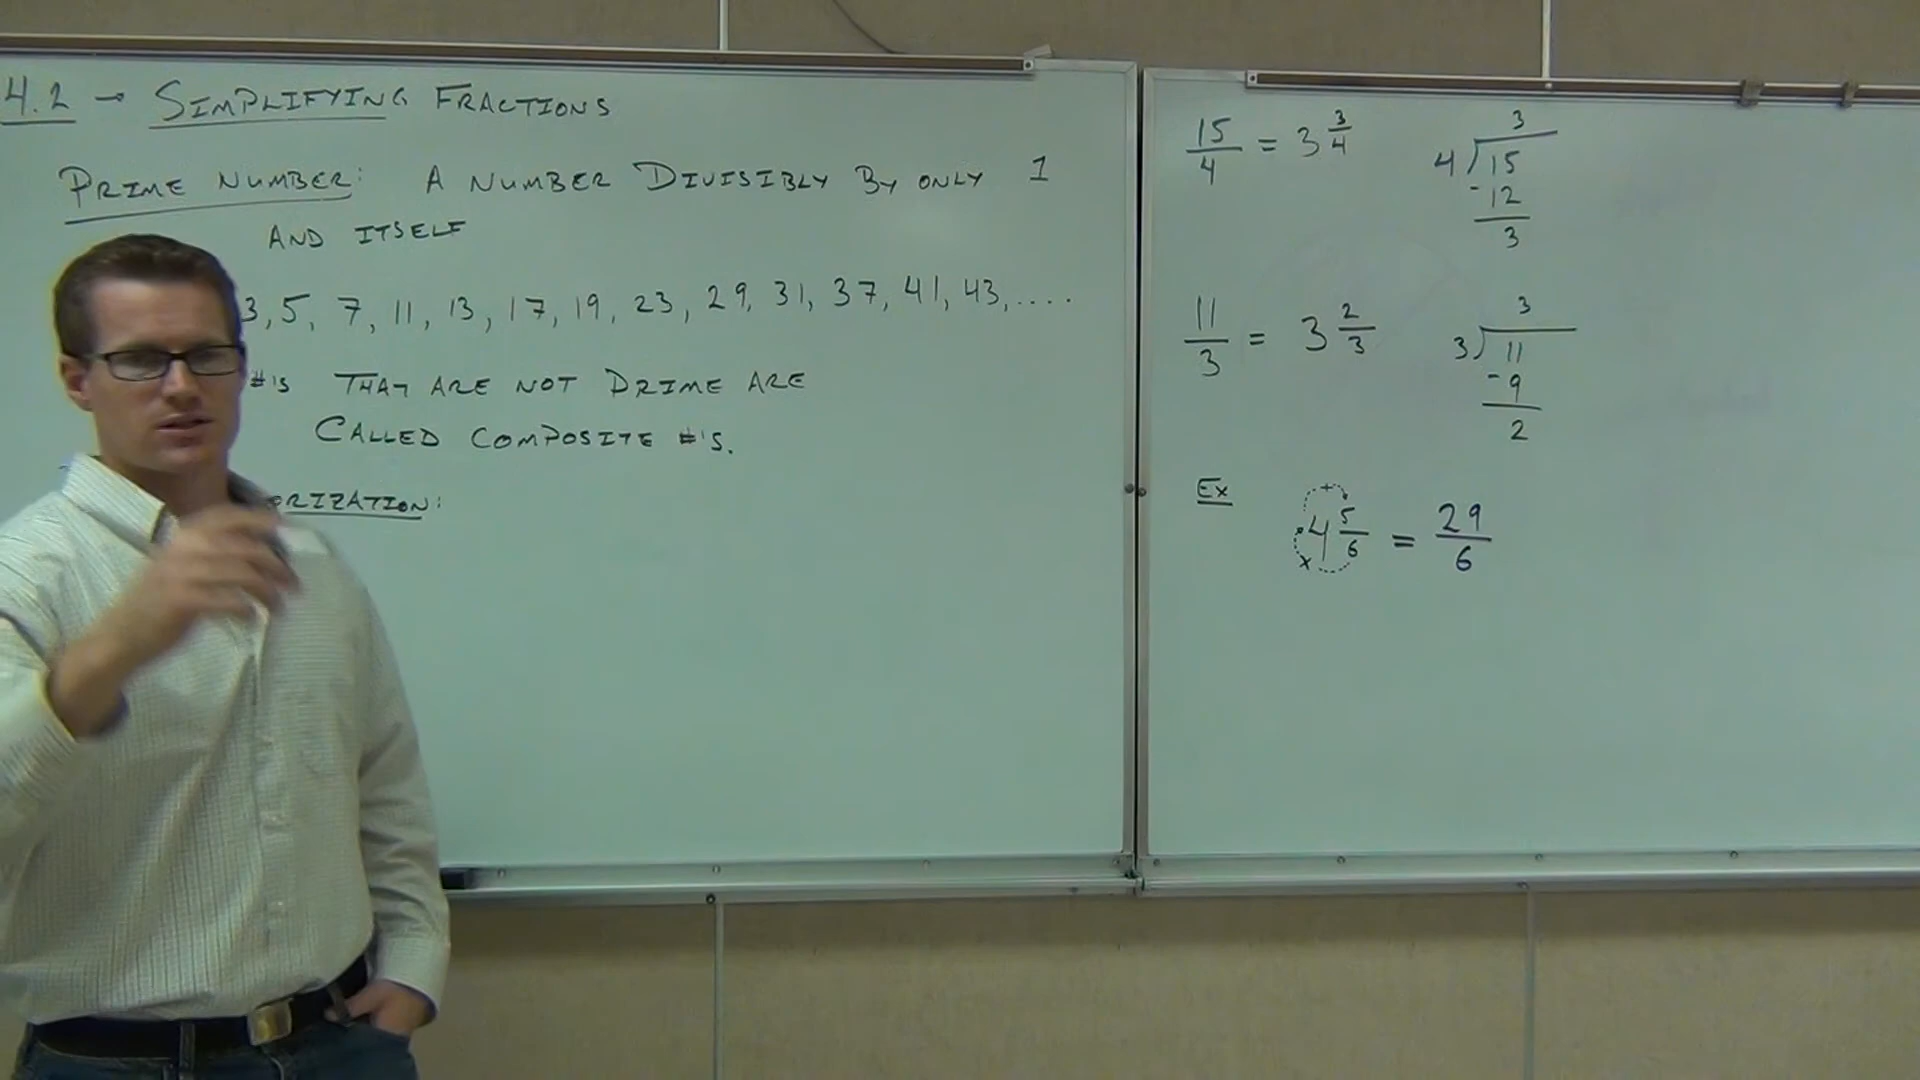 4.2 → SIMPLIFYING FRACTIONS
PRIME NUMBER: A NUMBER DIVISIBLY BY ONLY 1
AND ITSELF
3, 5, 7, 11, 13, 17, 19, 23, 29, 31, 37, 41, 43, ....
#'s THAT ARE NOT PRIME ARE
CALLED COMPOSITE #'s.
ORIZATION:
15/4 = 3 3/4
3
4)15
-12
3
11/3 = 3 2/3
3
3)11
-9
2
Ex
+
4 5/6 = 29/6
x